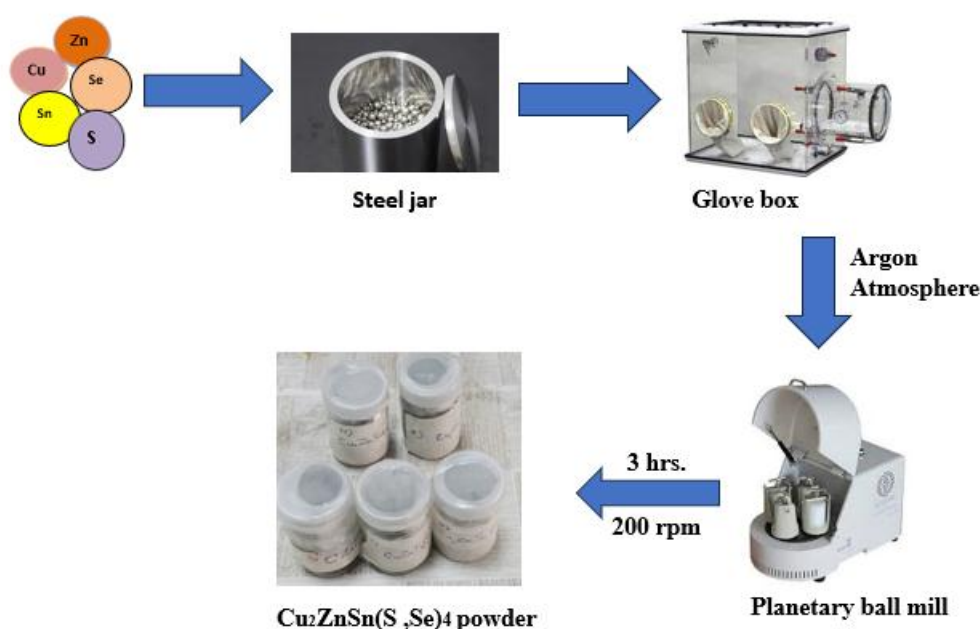 Zn
Cu
Se
Sn
S
Steel jar
Glove box
Argon
Atmosphere
3 hrs.
200 rpm
Planetary ball mill
Cu₂ZnSn(S ,Se)₄ powder